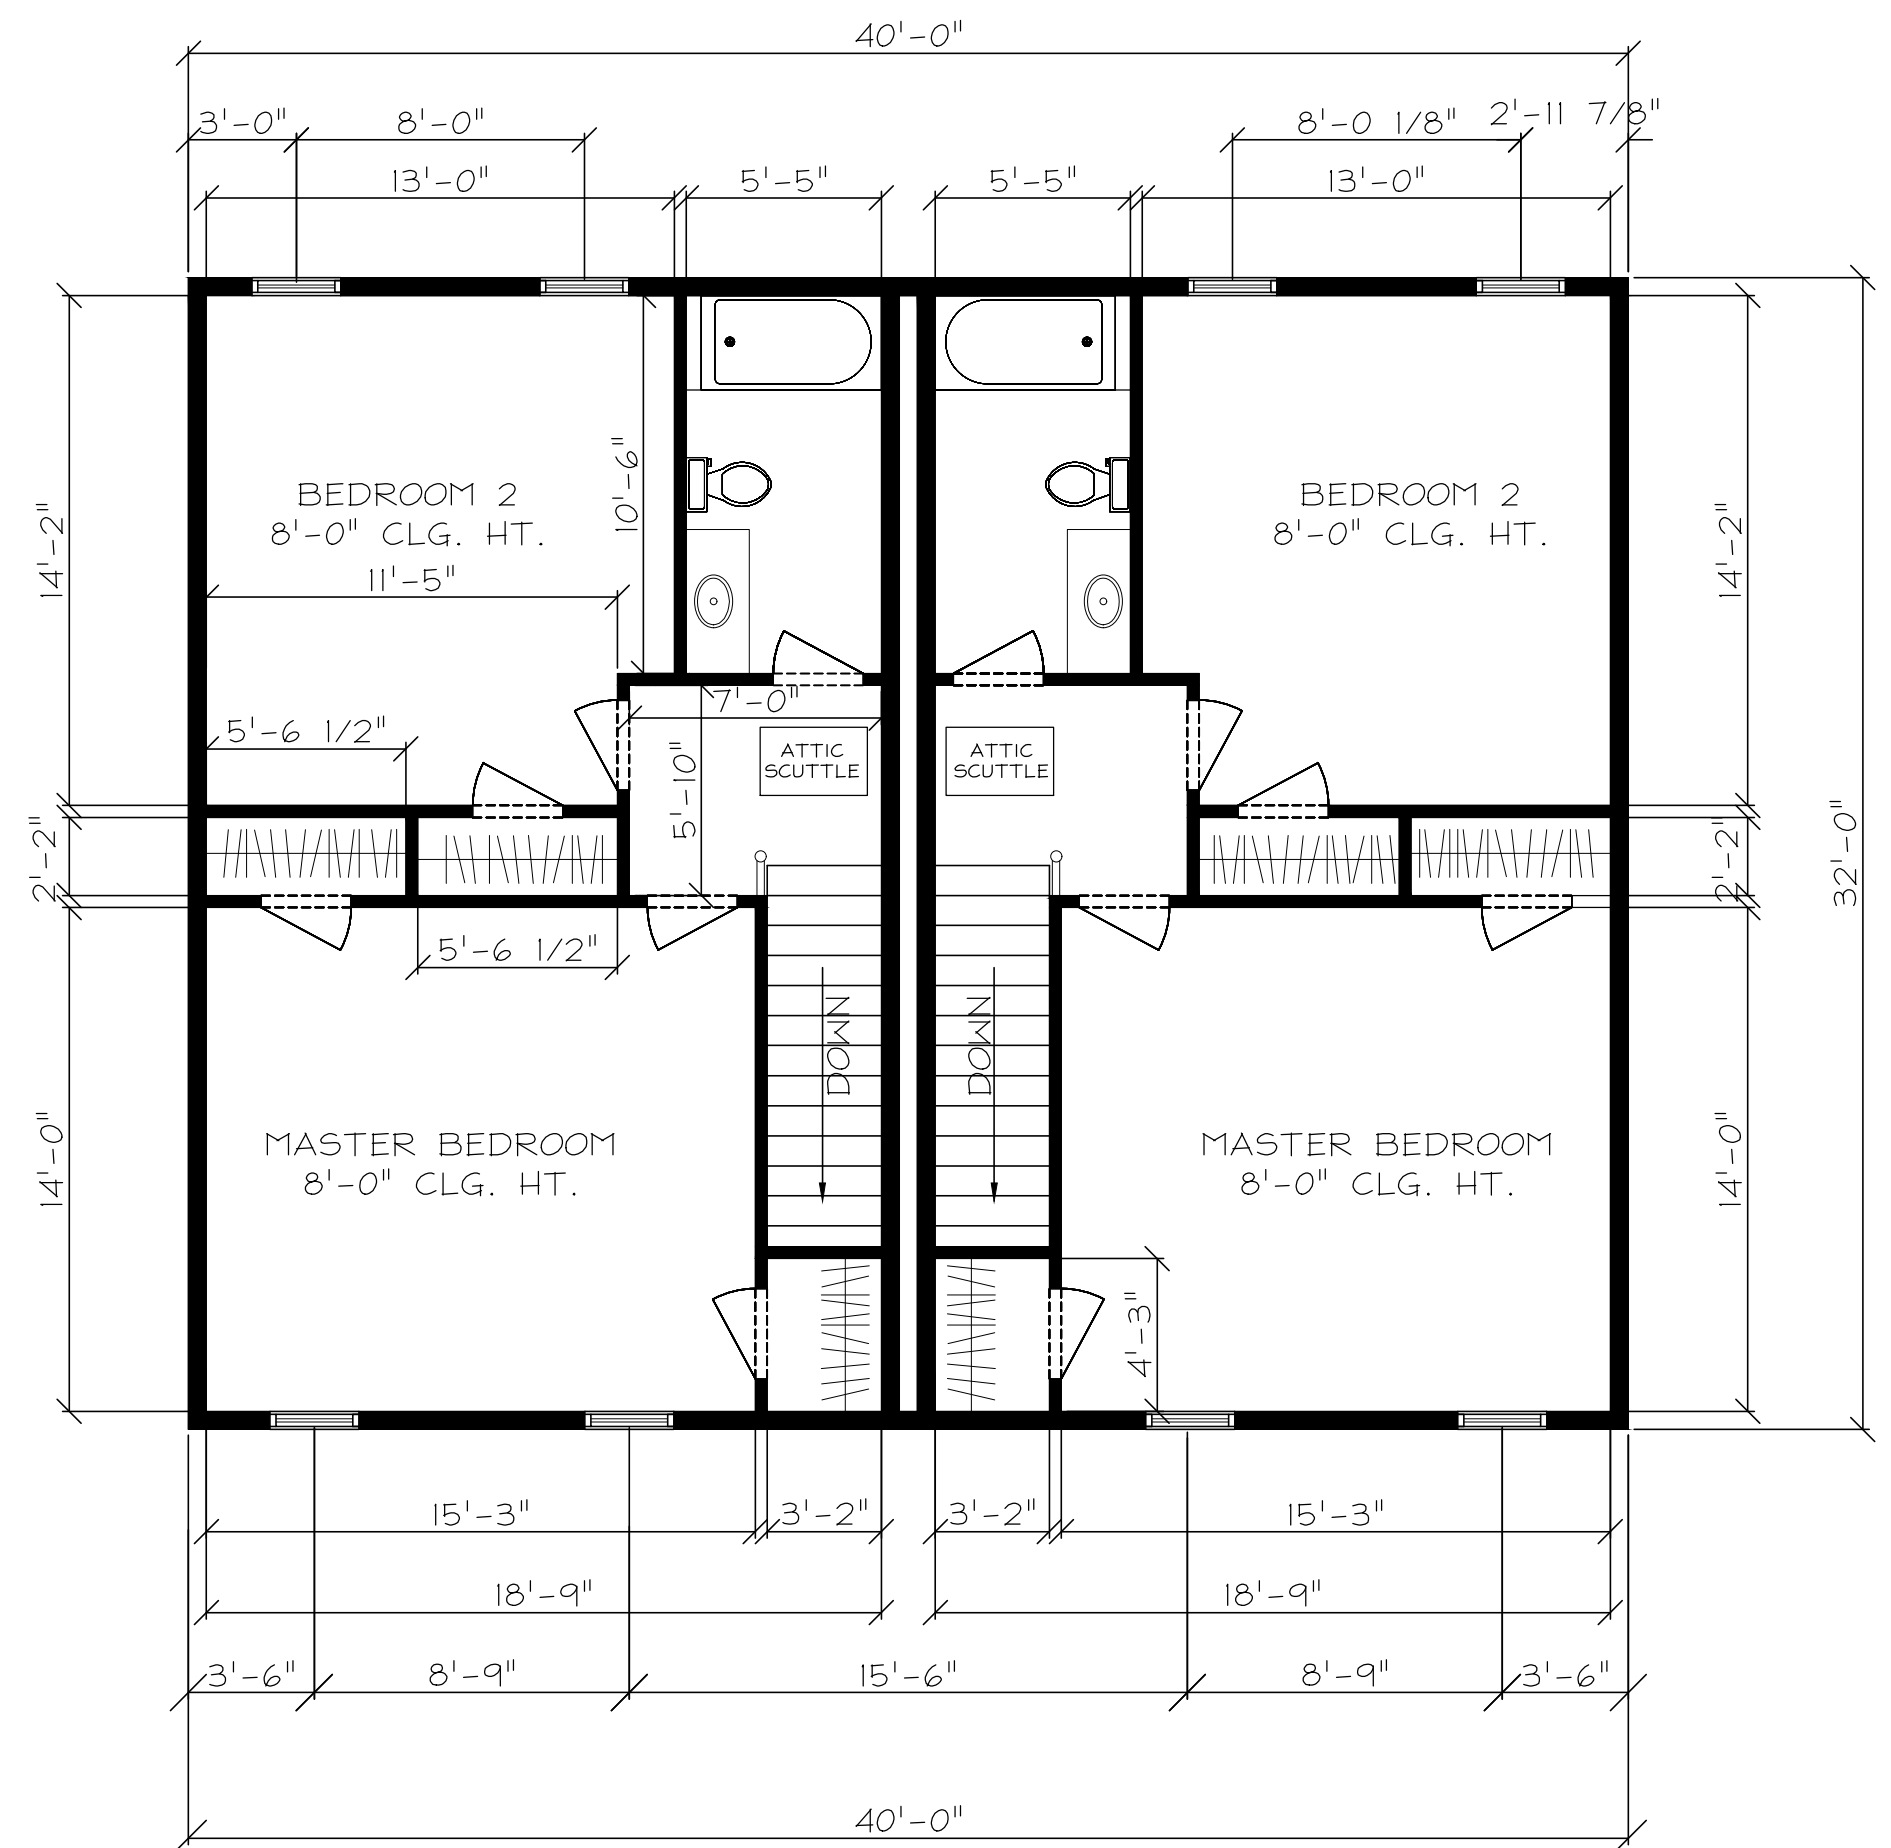 40'-0"
3'-0"
8'-0"
8'-0 1/8"
2'-11 7/8"
13'-0"
5'-5"
5'-5"
13'-0"
10'-6"
BEDROOM 2
8'-0" CLG. HT.
BEDROOM 2
8'-0" CLG. HT.
14'-2"
14'-2"
11'-5"
7'-0"
5'-6 1/2"
5'-10"
ATTIC
SCUTTLE
ATTIC
SCUTTLE
2'-2"
2'-2"
32'-0"
5'-6 1/2"
DOWN
DOWN
14'-0"
MASTER BEDROOM
8'-0" CLG. HT.
MASTER BEDROOM
8'-0" CLG. HT.
14'-0"
4'-3"
15'-3"
3'-2"
3'-2"
15'-3"
18'-9"
18'-9"
3'-6"
8'-9"
15'-6"
8'-9"
3'-6"
40'-0"